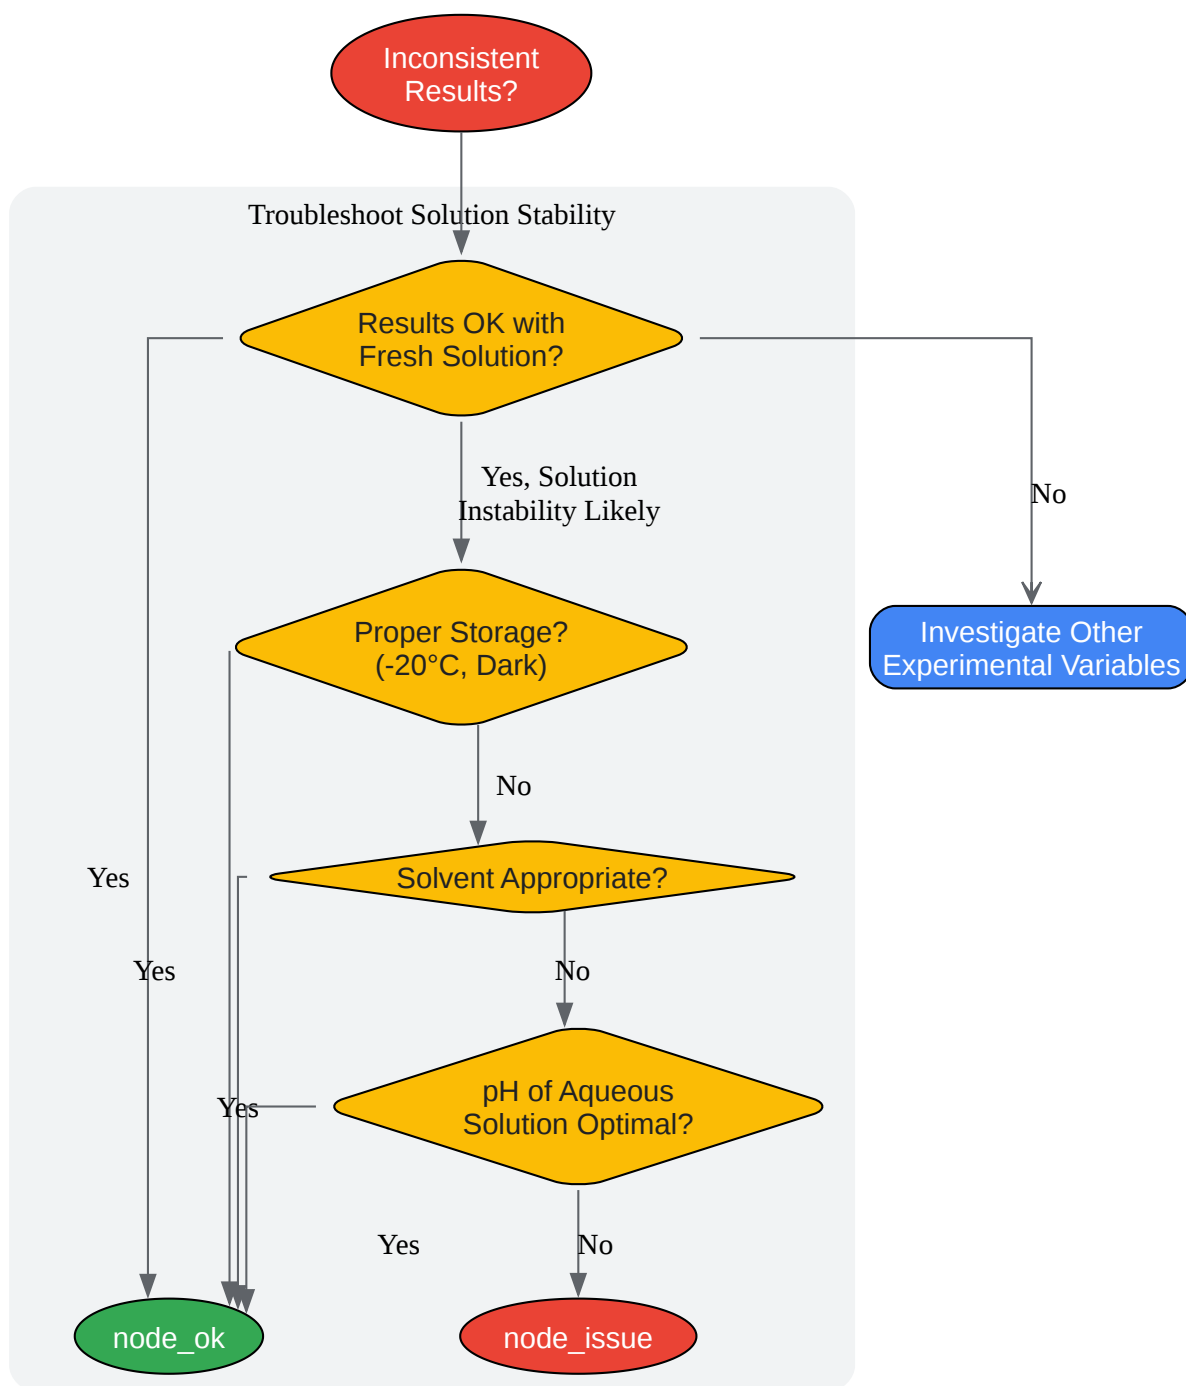 Inconsistent
Results?
Troubleshoot Solution Stability
Results OK with
Fresh Solution?
Yes, Solution
Instability Likely
No
Proper Storage?
(-20°C, Dark)
Investigate Other
Experimental Variables
No
Yes
Solvent Appropriate?
Yes
No
Yes
pH of Aqueous
Solution Optimal?
Yes
No
node_ok
node_issue